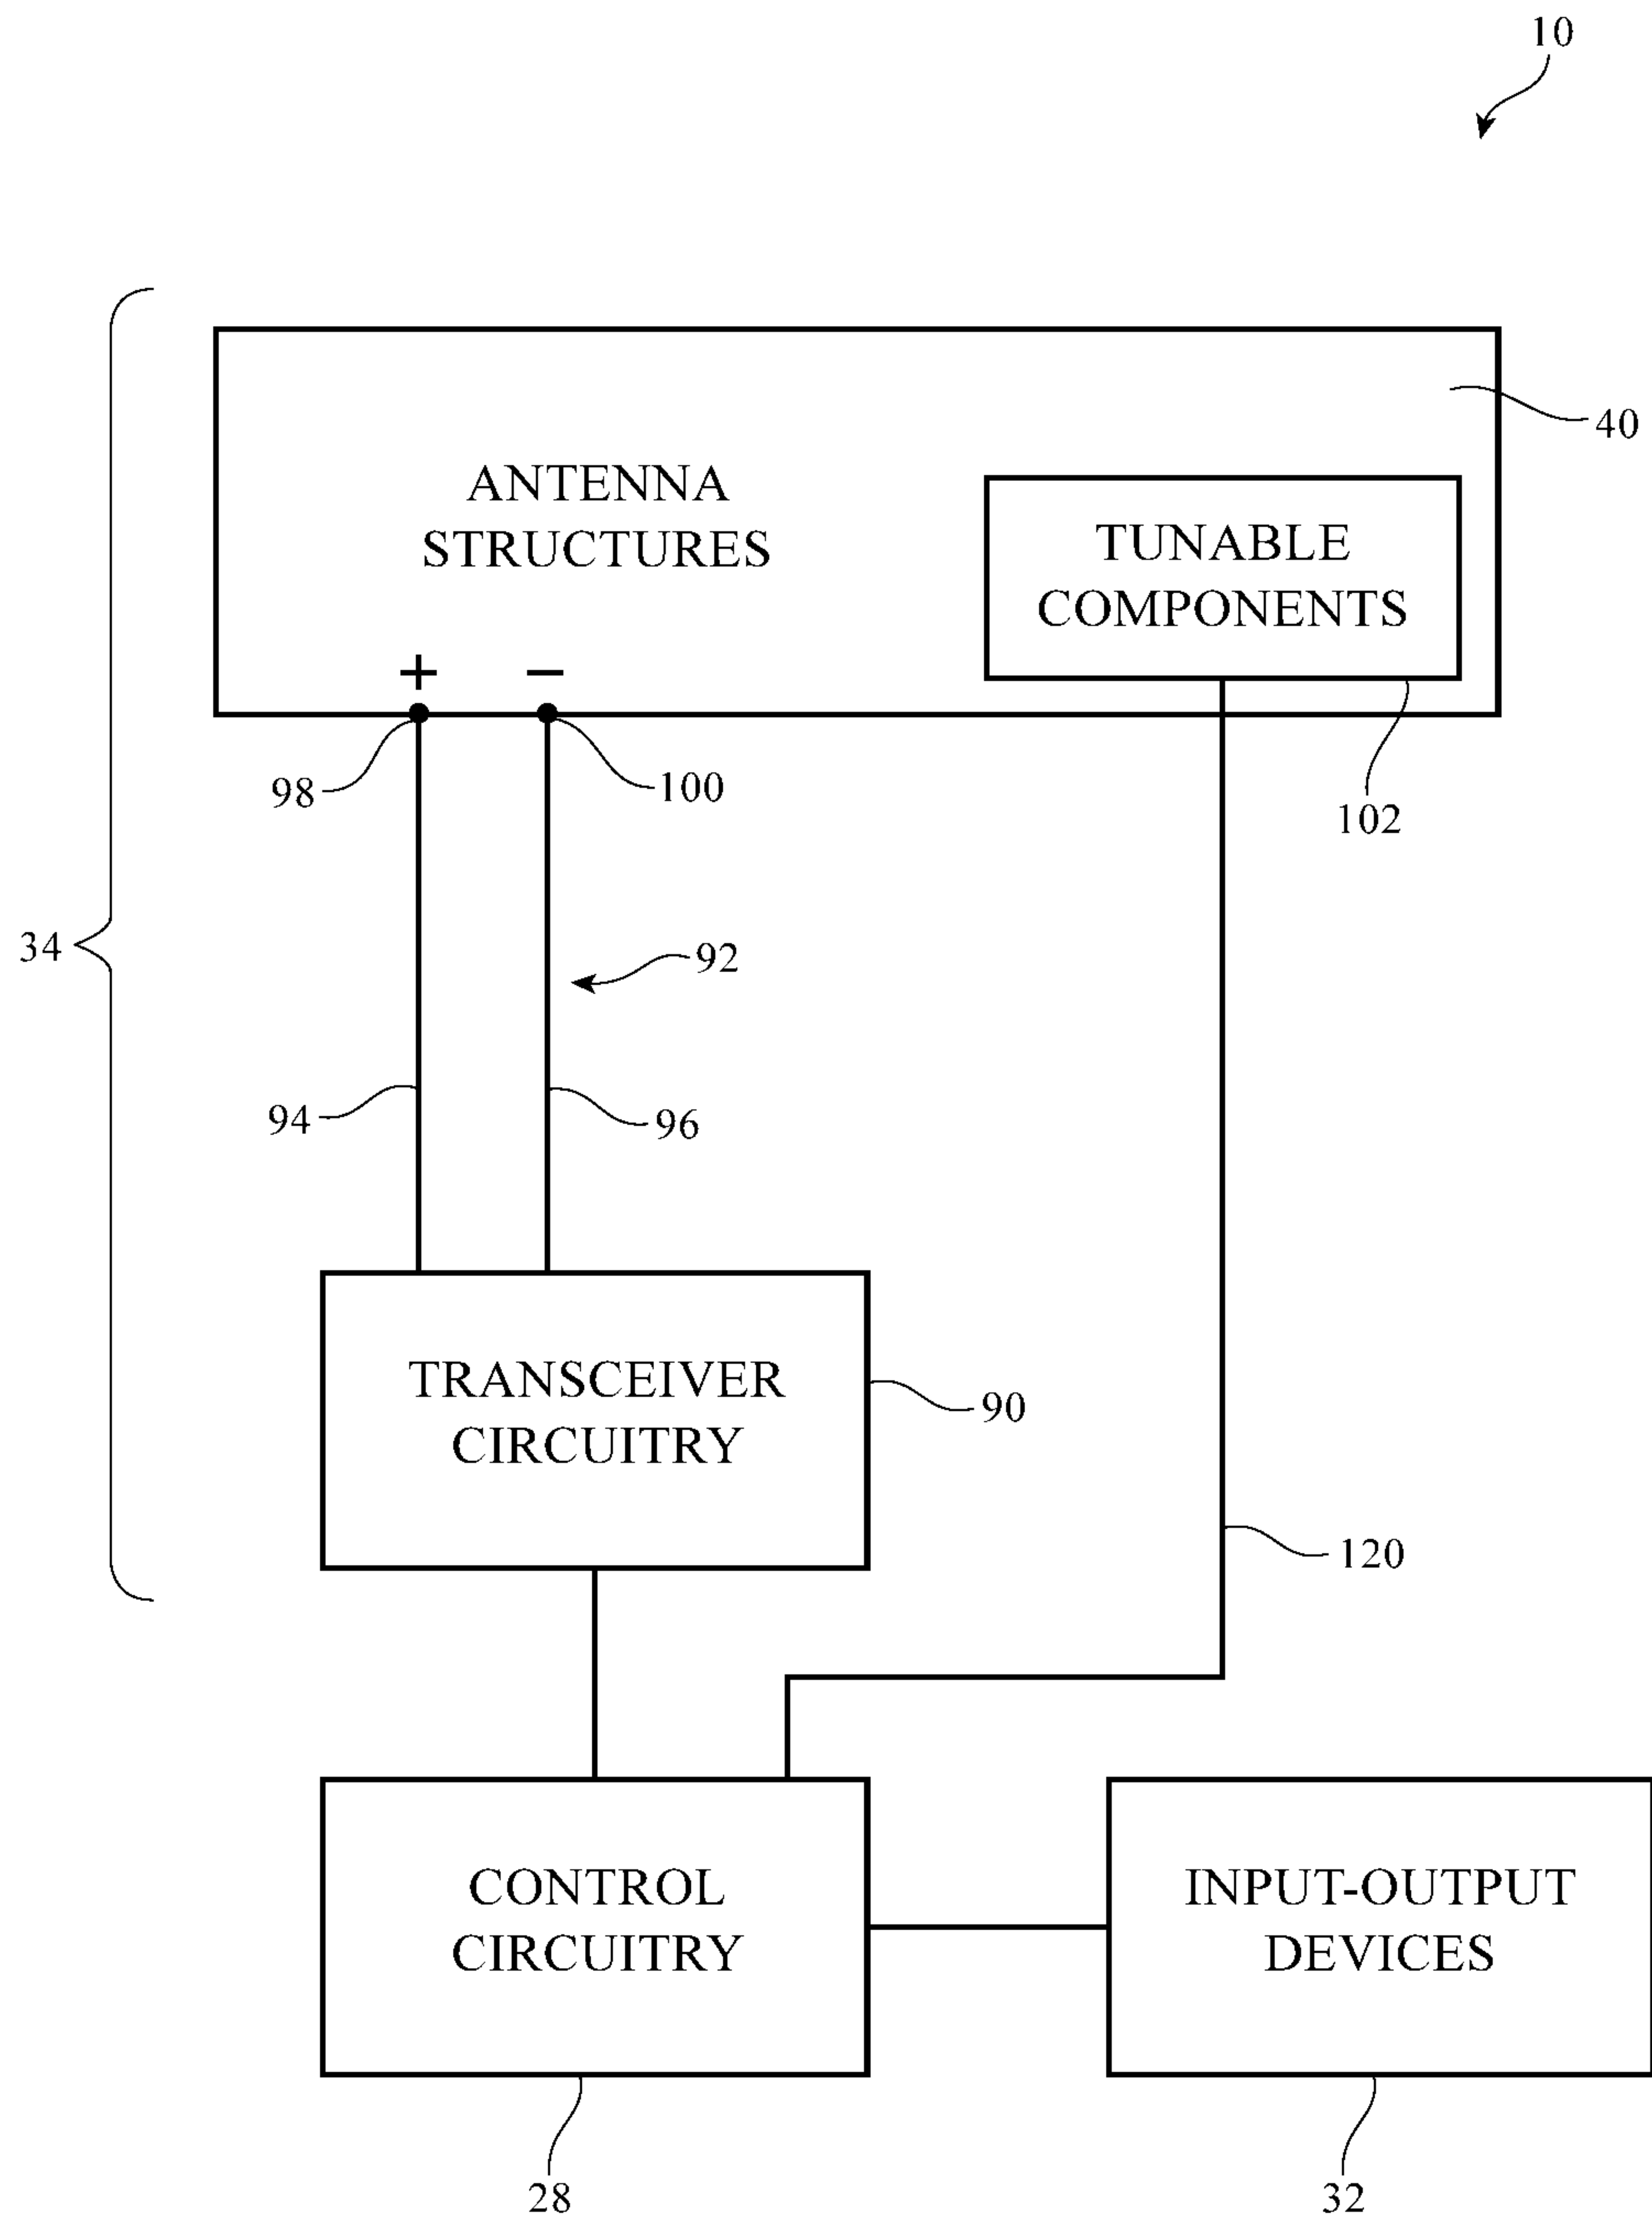 10
40
ANTENNA
STRUCTURES
TUNABLE
COMPONENTS
+
−
98
100
102
34
92
94
96
TRANSCEIVER
CIRCUITRY
90
120
CONTROL
CIRCUITRY
INPUT-OUTPUT
DEVICES
28
32